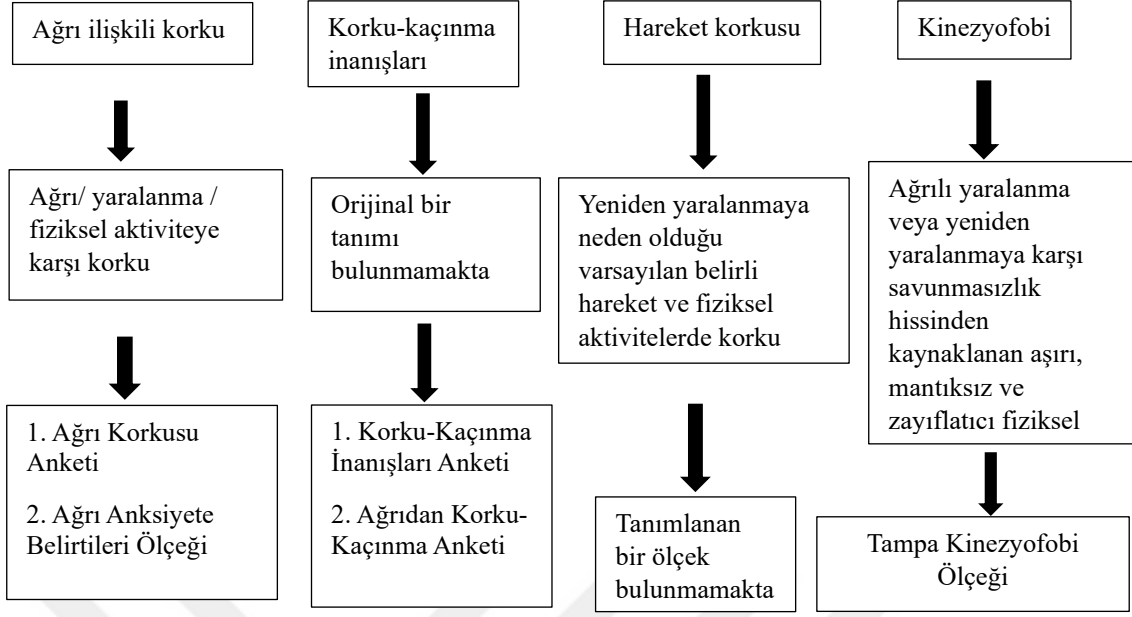 Ağrı ilişkili korku
Korku-kaçınma
inanışları
Hareket korkusu
Kinezyofobi
Ağrı/ yaralanma /
fiziksel aktiviteye
karşı korku
Orijinal bir
tanımı
bulunmamakta
Yeniden yaralanmaya
neden olduğu
varsayılan belirli
hareket ve fiziksel
aktivitelerde korku
Ağrılı yaralanma
veya yeniden
yaralanmaya karşı
savunmasızlık
hissinden
kaynaklanan aşırı,
mantıksız ve
zayıflatıcı fiziksel
1. Ağrı Korkusu
Anketi
2. Ağrı Anksiyete
Belirtileri Ölçeği
1. Korku-Kaçınma
İnanışları Anketi
2. Ağrıdan Korku-
Kaçınma Anketi
Tanımlanan
bir ölçek
bulunmamakta
Tampa Kinezyofobi
Ölçeği